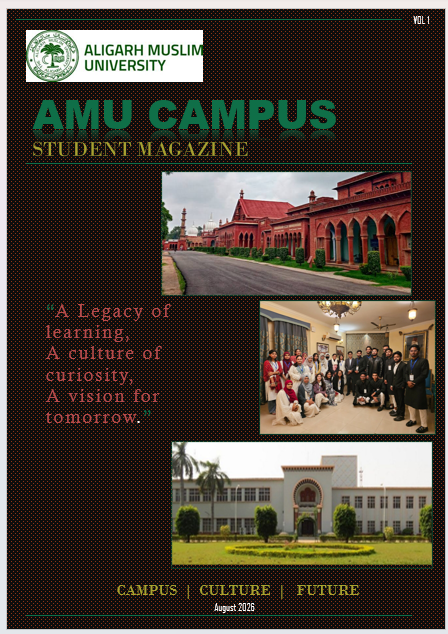 VOL 1
ALIGARH MUSLIM
UNIVERSITY
AMU CAMPUS
STUDENT MAGAZINE
“A Legacy of
learning,
A culture of
curiosity,
A vision for
tomorrow.”
CAMPUS | CULTURE | FUTURE
August 2026